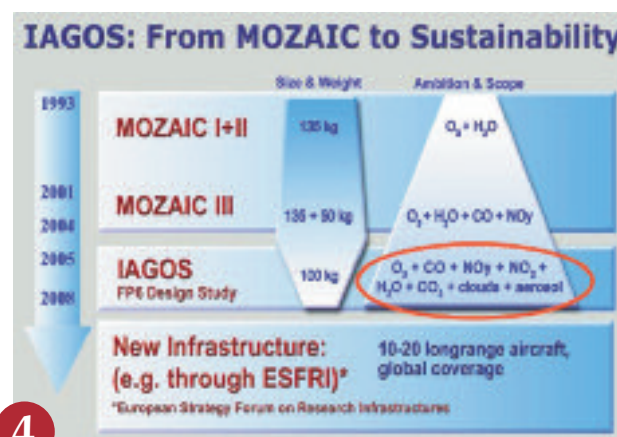 IAGOS: From MOZAIC to Sustainability
Size & Weight
Ambition & Scope
1993
MOZAIC I+II
135 kg
O₃ + H₂O
2001
MOZAIC III
135 + 50 kg
O₃ + H₂O + CO + NOy
2004
2005
IAGOS
100 kg
O₃ + CO + NOy + NO₂ +
FP6 Design Study
H₂O + CO₂ + clouds + aerosol
2008
New Infrastructure:
10-20 longrange aircraft,
(e.g. through ESFRI)*
global coverage
*European Strategy Forum on Research Infrastructures
4